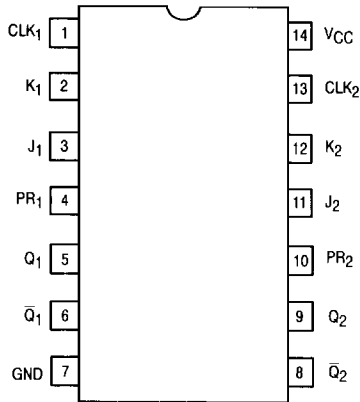 CLK1 1 14 VCC
K1 2 13 CLK2
J1 3 12 K2
PR1 4 11 J2
Q1 5 10 PR2
Q̅1 6 9 Q2
GND 7 8 Q̅2